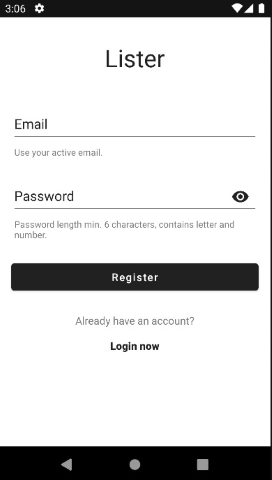 3:06
Lister
Email
Use your active email.
Password
Password length min. 6 characters, contains letter and
number.
Register
Already have an account?
Login now